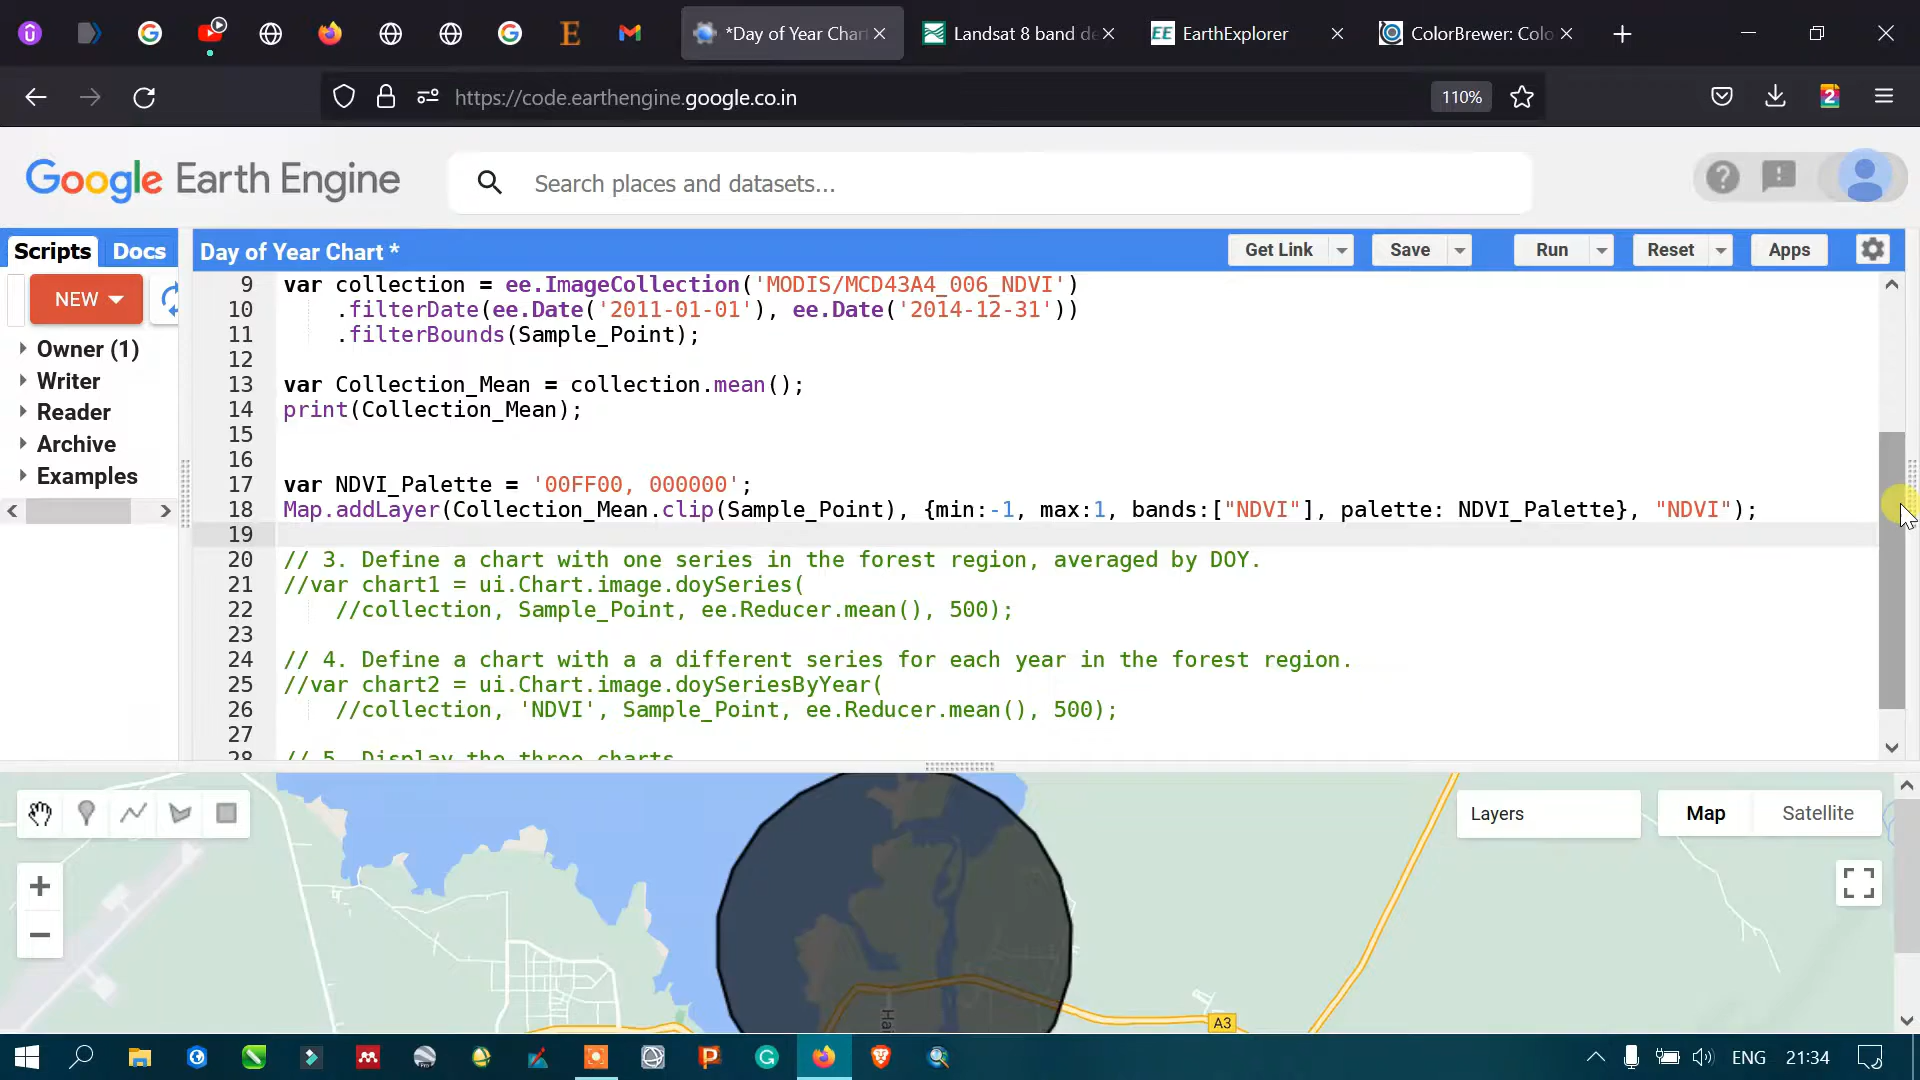 *Day of Year Chart
Landsat 8 band de
EarthExplorer
ColorBrewer: Colo
https://code.earthengine.google.co.in
110%
Google Earth Engine
Search places and datasets...
Scripts Docs
NEW
Owner (1)
Writer
Reader
Archive
Examples
Day of Year Chart *
Get Link
Save
Run
Reset
Apps
9 var collection = ee.ImageCollection('MODIS/MCD43A4_006_NDVI')
10 .filterDate(ee.Date('2011-01-01'), ee.Date('2014-12-31'))
11 .filterBounds(Sample_Point);
12
13 var Collection_Mean = collection.mean();
14 print(Collection_Mean);
15
16
17 var NDVI_Palette = '00FF00, 000000';
18 Map.addLayer(Collection_Mean.clip(Sample_Point), {min:-1, max:1, bands:["NDVI"], palette: NDVI_Palette}, "NDVI");
19
20 // 3. Define a chart with one series in the forest region, averaged by DOY.
21 //var chart1 = ui.Chart.image.doySeries(
22 //collection, Sample_Point, ee.Reducer.mean(), 500);
23
24 // 4. Define a chart with a a different series for each year in the forest region.
25 //var chart2 = ui.Chart.image.doySeriesByYear(
26 //collection, 'NDVI', Sample_Point, ee.Reducer.mean(), 500);
27
28 // 5. Display the three charts.
Layers
Map
Satellite
A3
ENG
21:34